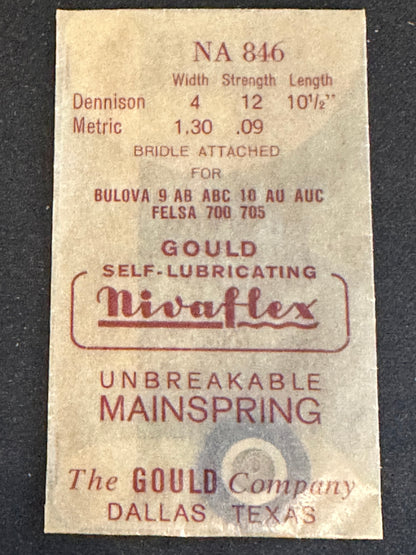 NA 846
Width Strength Length
Dennison 4 12 10½"
Metric 1.30 .09
BRIDLE ATTACHED
FOR
BULOVA 9 AB ABC 10 AU AUC
FELSA 700 705
GOULD
SELF-LUBRICATING
Nivaflex
UNBREAKABLE
MAINSPRING
The GOULD Company
DALLAS TEXAS